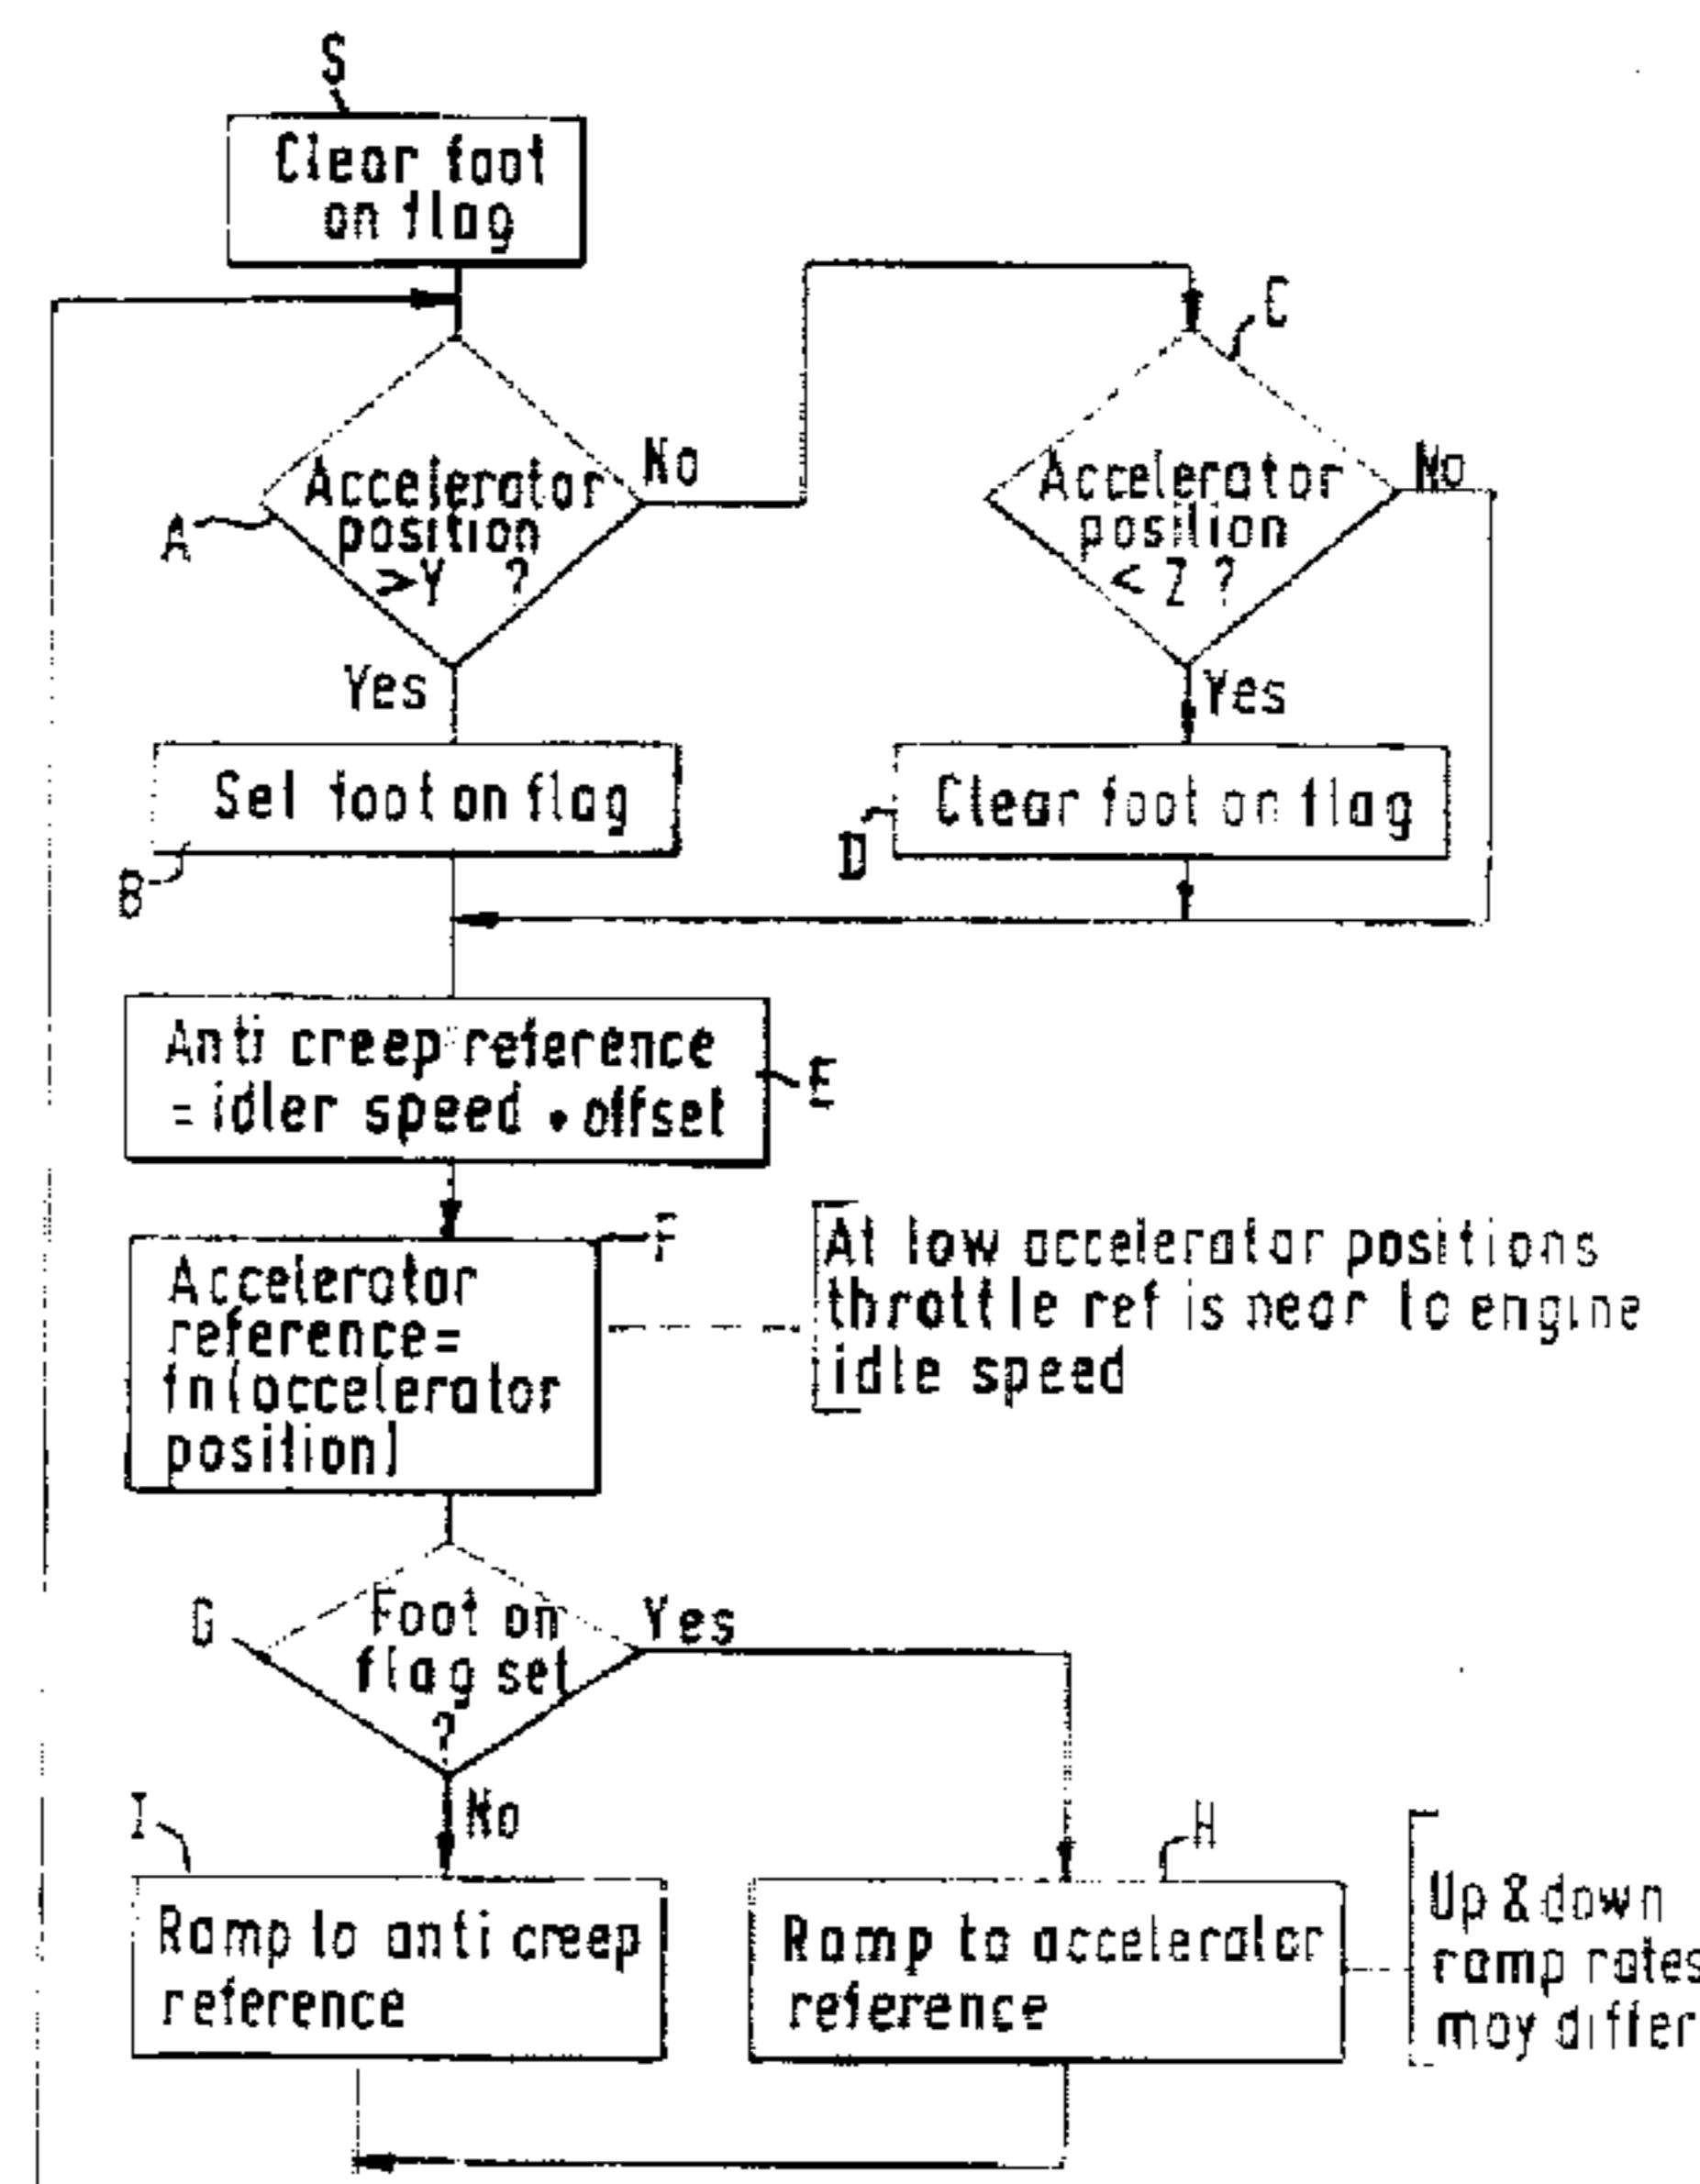 S
Clear foot
on flag
A
Accelerator
position
>Y ?
No
Yes
C
Accelerator
position
< Z ?
No
Yes
Set foot on flag
B
Clear foot on flag
D
Anti creep reference
= idler speed • offset
E
Accelerator
reference=
fn(accelerator
position)
F
At low accelerator positions
throttle ref is near to engine
idle speed
G
Foot on
flag set
?
Yes
No
I
Ramp to anti creep
reference
H
Ramp to accelerator
reference
Up & down
ramp rates
may differ